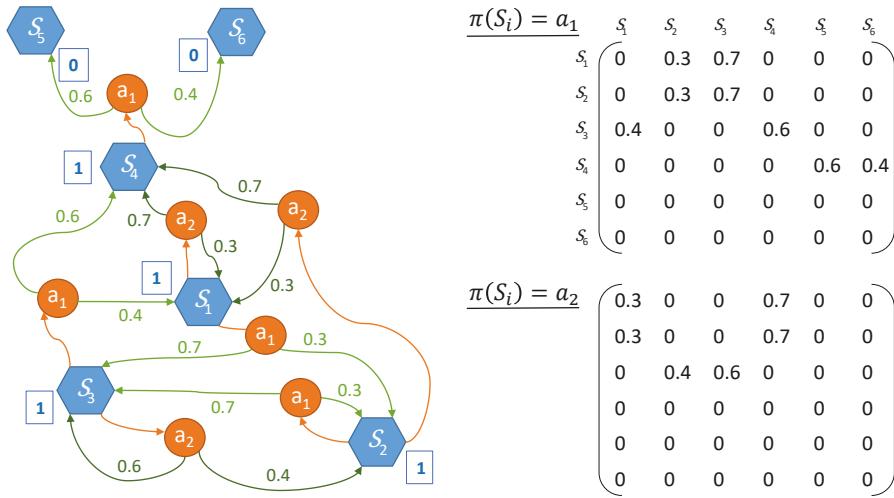 S₅
S₆
0
0
a₁
0.6
0.4
S₄
1
0.7
a₂
a₂
0.6
0.7
0.3
1
0.3
a₁
S₁
0.4
a₁
0.3
0.7
S₃
a₁
0.3
0.7
1
a₂
S₂
0.6
0.4
1
π(Sᵢ) = a₁
S₁ S₂ S₃ S₄ S₅ S₆
S₁ 0 0.3 0.7 0 0 0
S₂ 0 0.3 0.7 0 0 0
S₃ 0.4 0 0 0.6 0 0
S₄ 0 0 0 0 0.6 0.4
S₅ 0 0 0 0 0 0
S₆ 0 0 0 0 0 0
π(Sᵢ) = a₂
0.3 0 0 0.7 0 0
0.3 0 0 0.7 0 0
0 0.4 0.6 0 0 0
0 0 0 0 0 0
0 0 0 0 0 0
0 0 0 0 0 0